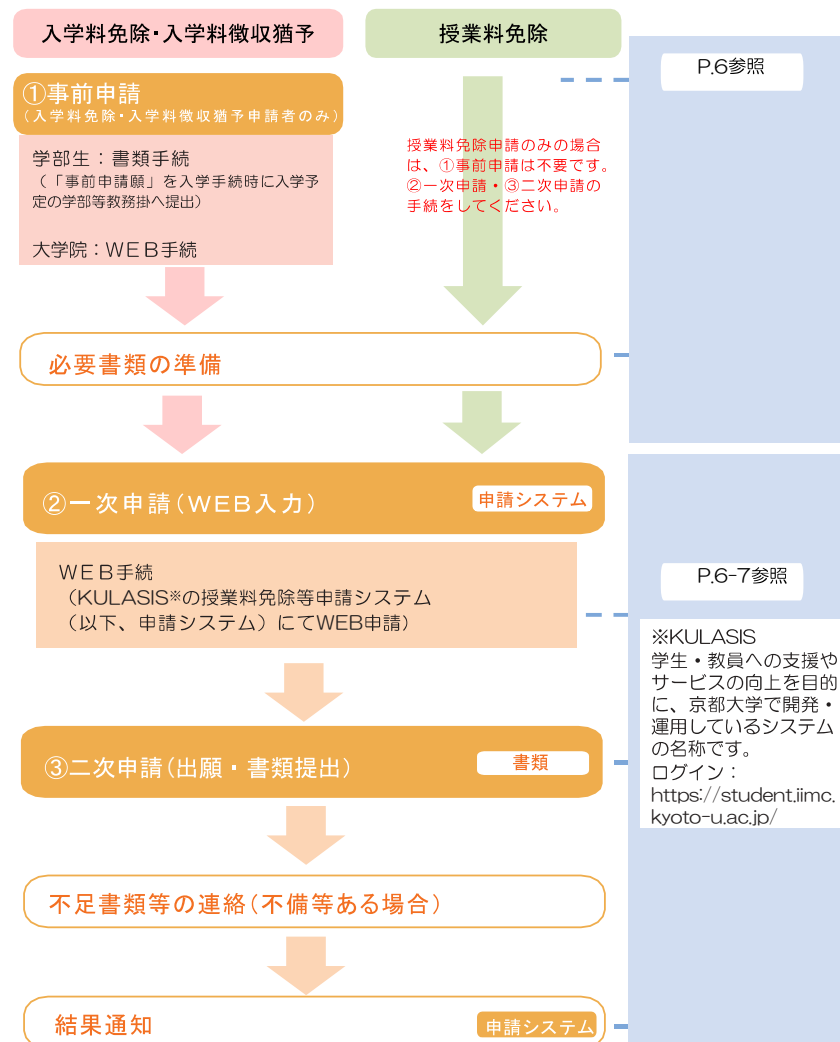 入学料免除・入学料徴収猶予
授業料免除
①事前申請
(入学料免除・入学料徴収猶予申請者のみ)
学部生：書類手続
（「事前申請願」を入学手続時に入学予
定の学部等教務掛へ提出）
大学院：ＷＥＢ手続
授業料免除申請のみの場合
は、①事前申請は不要です。
②一次申請・③二次申請の
手続をしてください。
P.6参照
必要書類の準備
②一次申請(ＷＥＢ入力)
申請システム
ＷＥＢ手続
（KULASIS※の授業料免除等申請システム
（以下、申請システム）にてWEB申請）
P.6-7参照
※KULASIS
学生・教員への支援や
サービスの向上を目的
に、京都大学で開発・
運用しているシステム
の名称です。
ログイン：
https://student.iimc.
kyoto-u.ac.jp/
③二次申請(出願・書類提出)
書類
不足書類等の連絡(不備等ある場合)
結果通知
申請システム